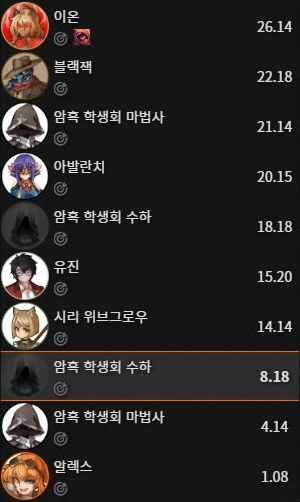 이온
26.14
블랙잭
22.18
암흑 학생회 마법사
21.14
아발란치
20.15
암흑 학생회 수하
18.18
유진
15.20
시리 위브그로우
14.14
암흑 학생회 수하
8.18
암흑 학생회 마법사
4.14
알렉스
1.08